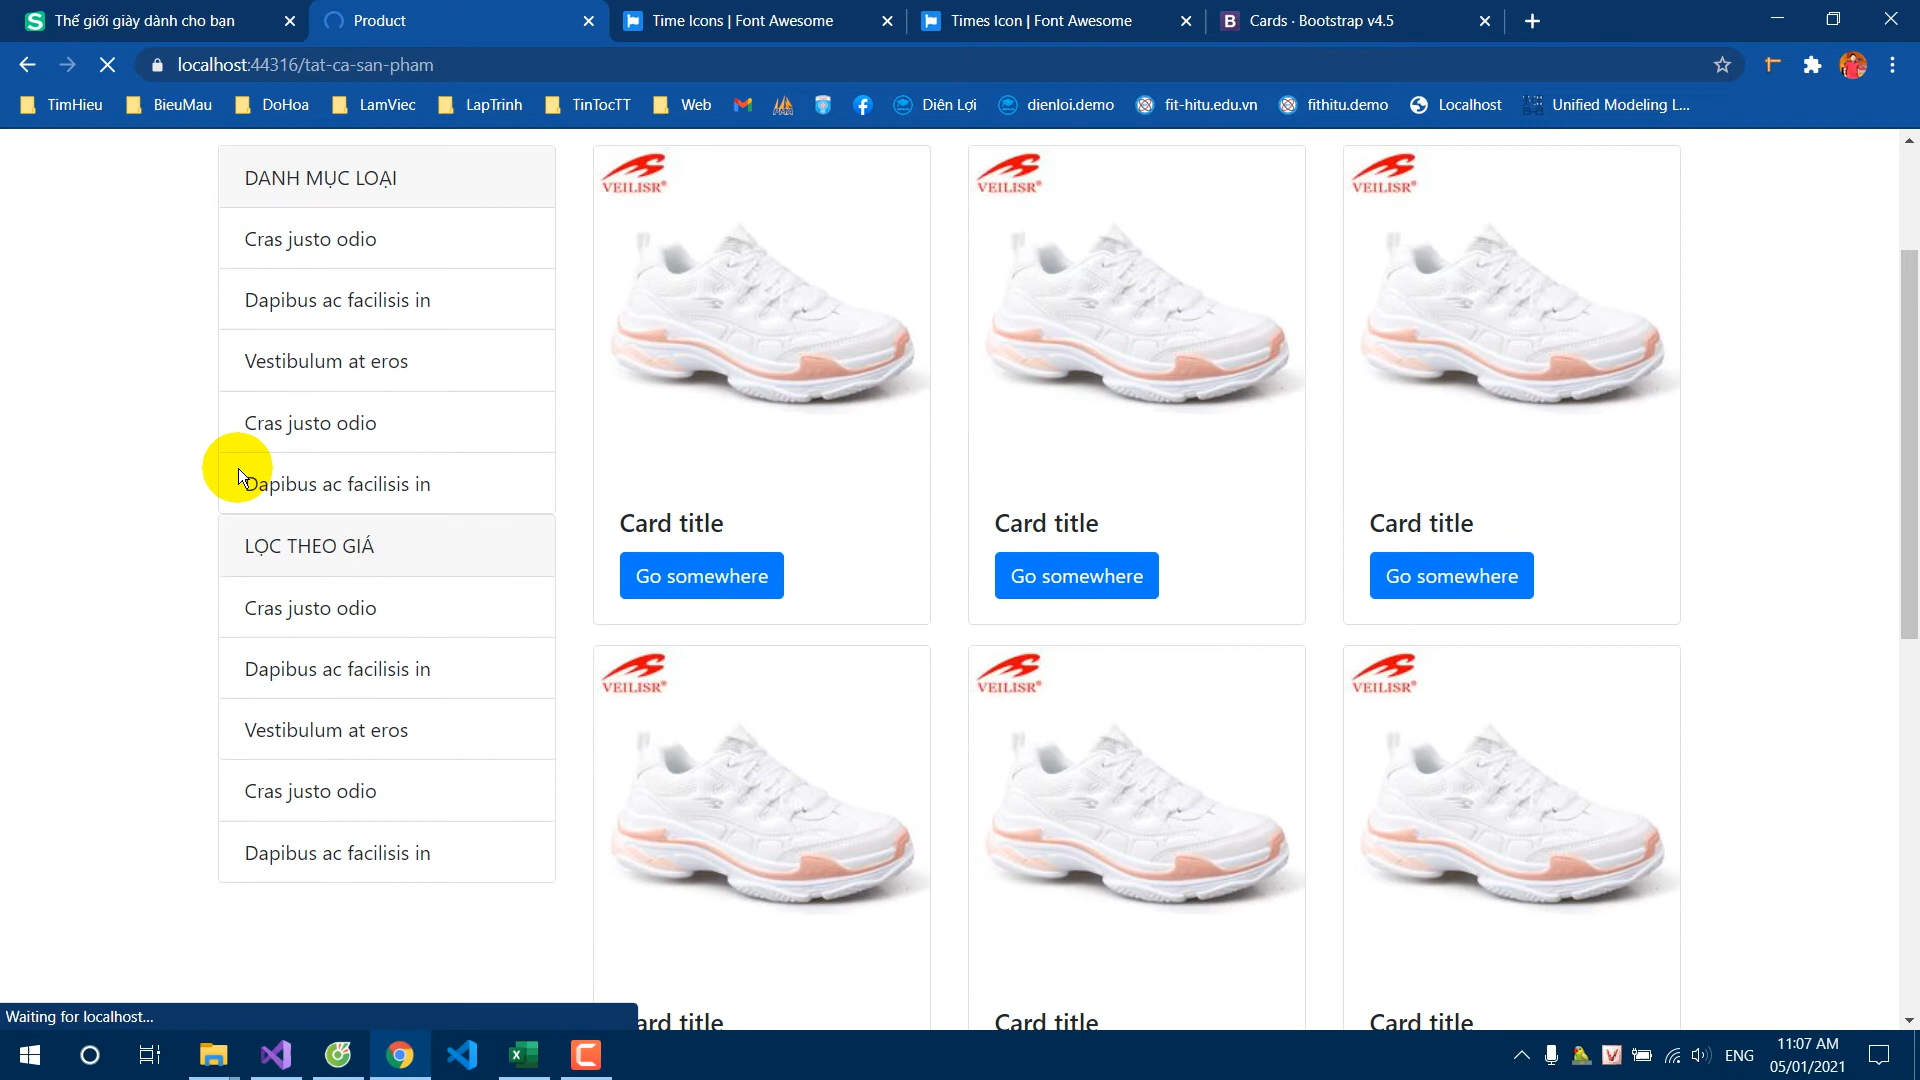 Thế giới giày dành cho bạn
Product
Time Icons | Font Awesome
Times Icon | Font Awesome
B Cards · Bootstrap v4.5
localhost:44316/tat-ca-san-pham
TimHieu BieuMau DoHoa LamViec LapTrinh TinTocTT Web Diên Lợi dienloi.demo fit-hitu.edu.vn fithitu.demo Localhost Unified Modeling L...
DANH MỤC LOẠI
Cras justo odio
Dapibus ac facilisis in
Vestibulum at eros
Cras justo odio
Dapibus ac facilisis in
LỌC THEO GIÁ
Cras justo odio
Dapibus ac facilisis in
Vestibulum at eros
Cras justo odio
Dapibus ac facilisis in
VEILISR® VEILISR® VEILISR®
Card title Card title Card title
Go somewhere Go somewhere Go somewhere
VEILISR® VEILISR® VEILISR®
ard title Card title Card title
Waiting for localhost...
ENG
11:07 AM
05/01/2021